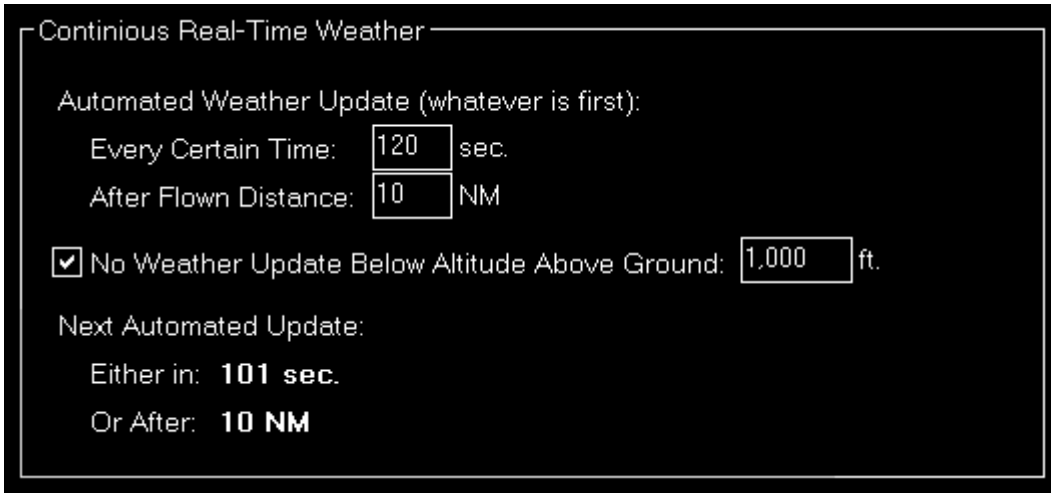 Continious Real-Time Weather
Automated Weather Update (whatever is first):
Every Certain Time: 120 sec.
After Flown Distance: 10 NM
No Weather Update Below Altitude Above Ground: 1,000 ft.
Next Automated Update:
Either in: 101 sec.
Or After: 10 NM